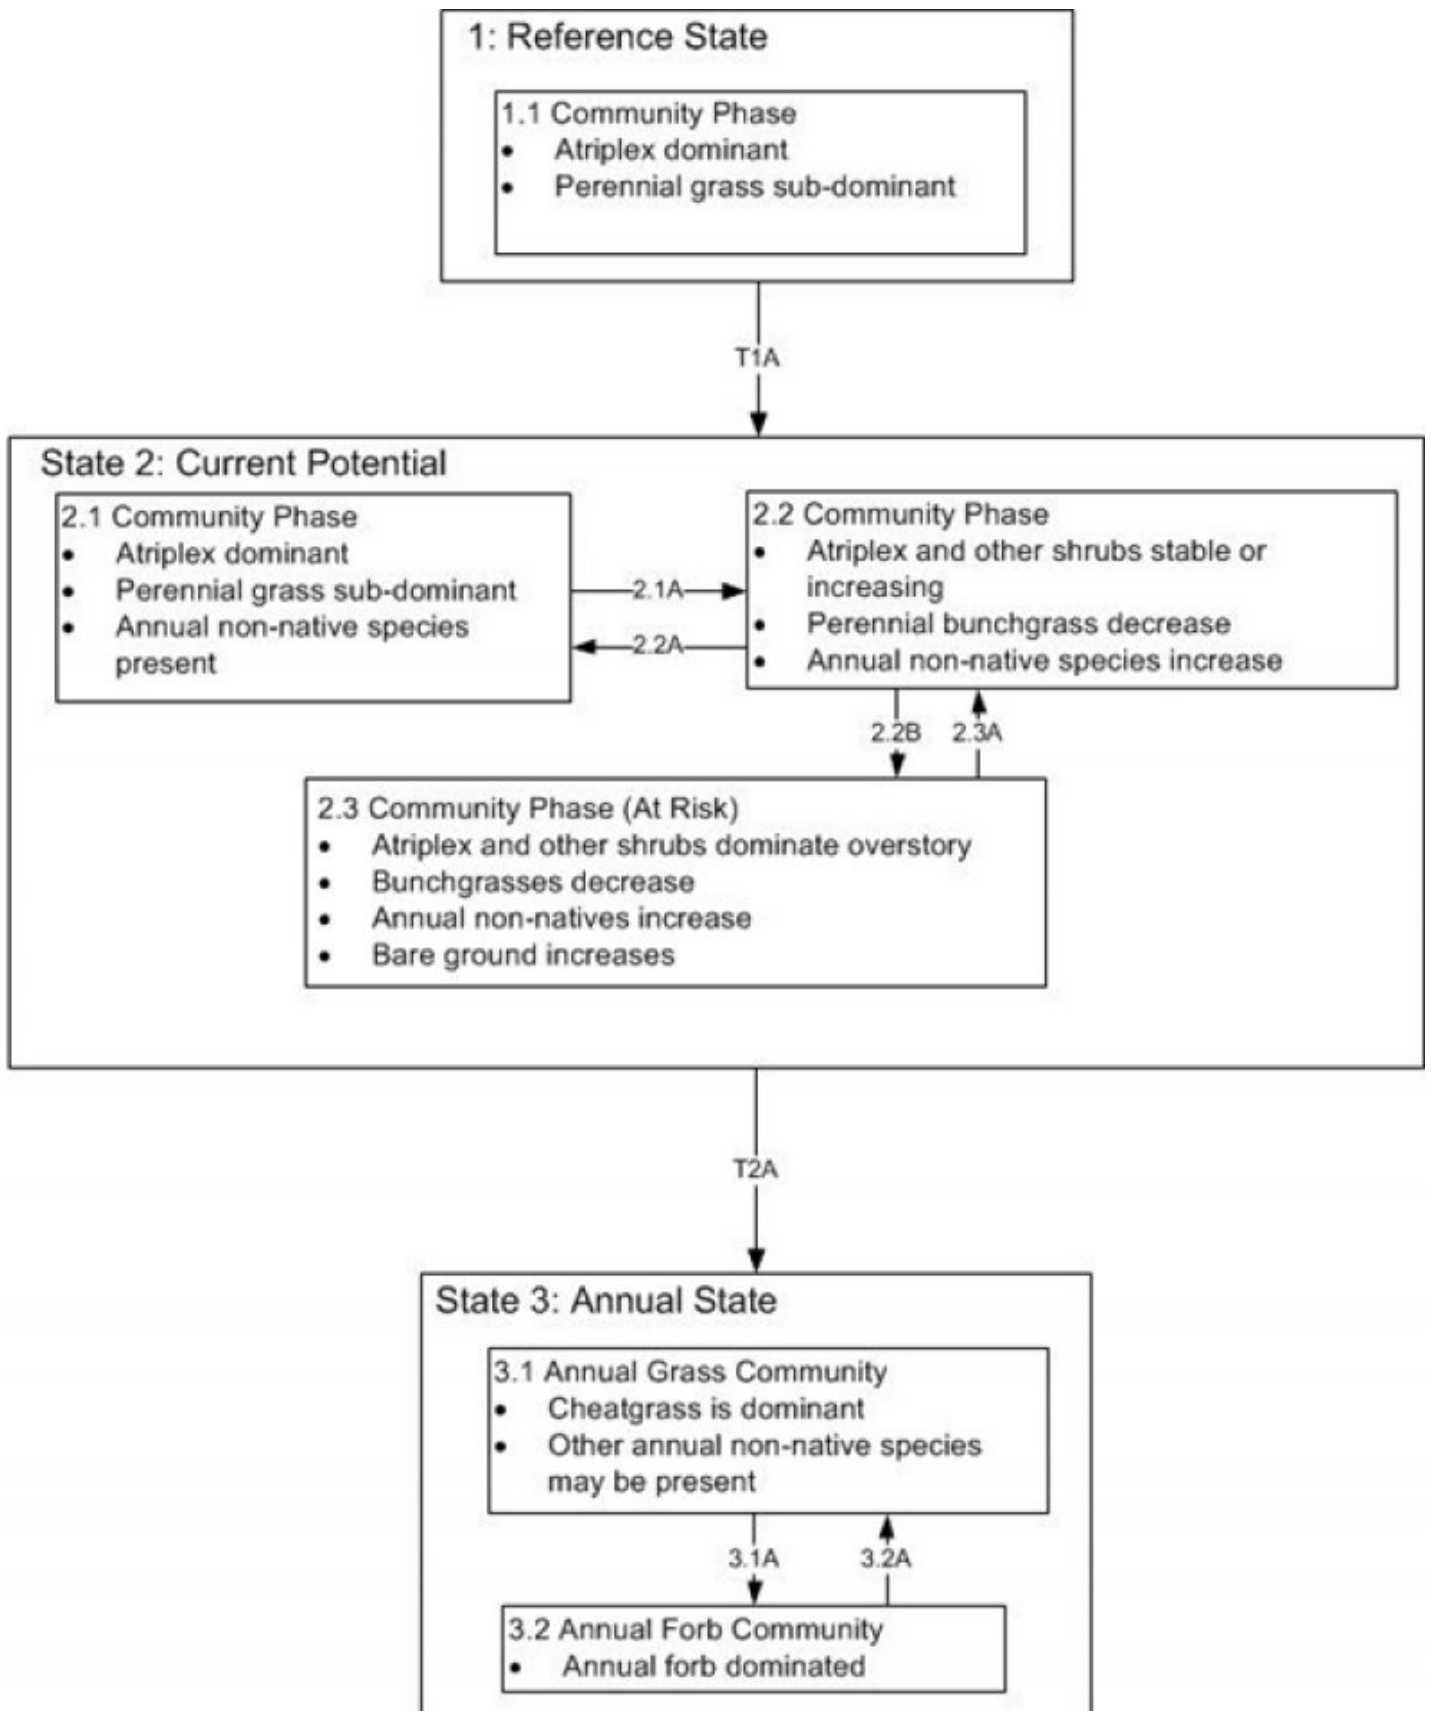 1: Reference State
1.1 Community Phase
• Atriplex dominant
• Perennial grass sub-dominant
T1A
State 2: Current Potential
2.1 Community Phase
• Atriplex dominant
• Perennial grass sub-dominant
• Annual non-native species
present
2.1A
2.2A
2.2 Community Phase
• Atriplex and other shrubs stable or
increasing
• Perennial bunchgrass decrease
• Annual non-native species increase
2.2B
2.3A
2.3 Community Phase (At Risk)
• Atriplex and other shrubs dominate overstory
• Bunchgrasses decrease
• Annual non-natives increase
• Bare ground increases
T2A
State 3: Annual State
3.1 Annual Grass Community
• Cheatgrass is dominant
• Other annual non-native species
may be present
3.1A
3.2A
3.2 Annual Forb Community
• Annual forb dominated